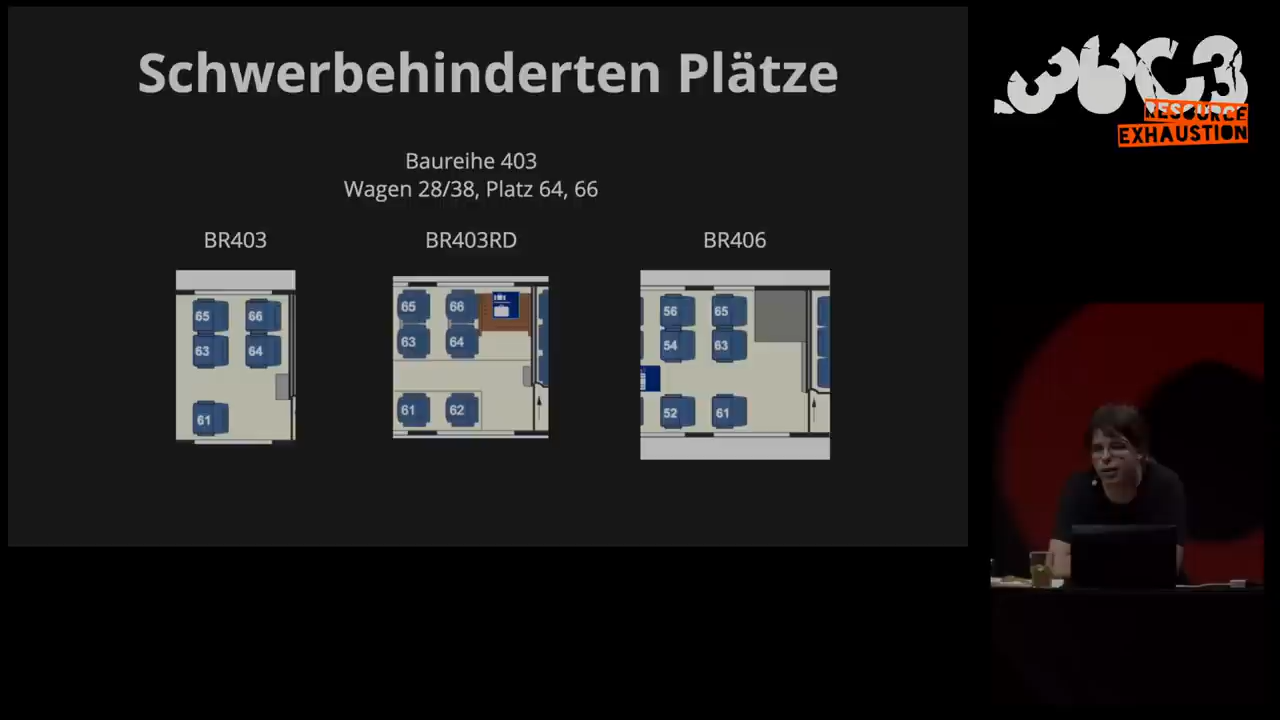 Schwerbehinderten Plätze
36C3
RESOURCE
EXHAUSTION
Baureihe 403
Wagen 28/38, Platz 64, 66
BR403
BR403RD
BR406
65 66
63 64
61
65 66
63 64
61 62
56 65
54 63
52 61